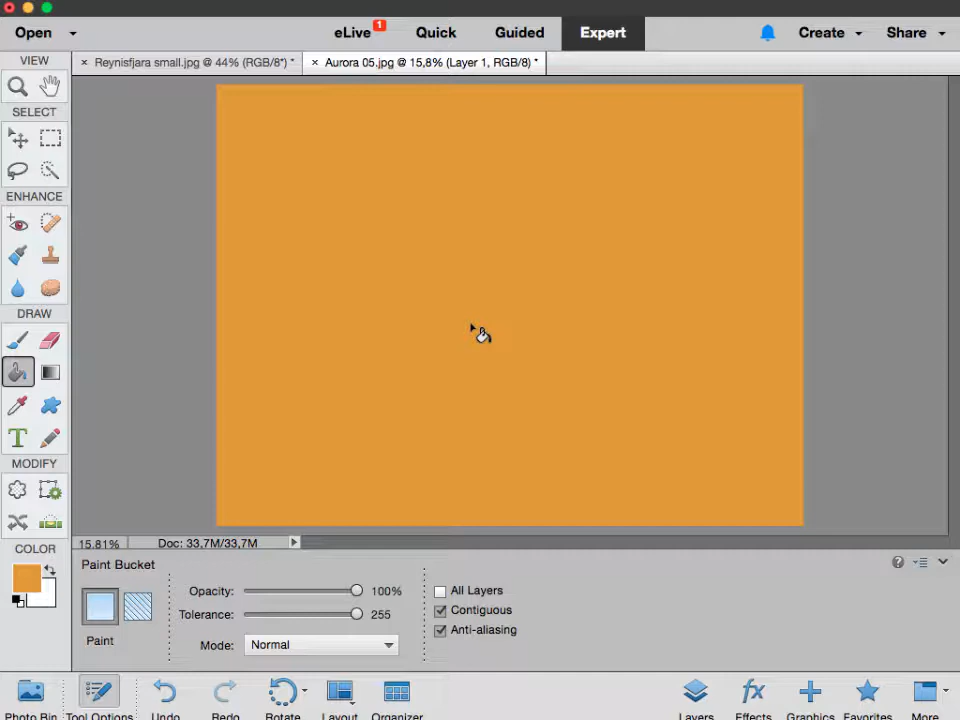 Open
eLive 1 Quick Guided Expert
Create Share
VIEW
× Reynisfjara small.jpg @ 44% (RGB/8*) *
× Aurora 05.jpg @ 15,8% (Layer 1, RGB/8) *
SELECT
ENHANCE
DRAW
T
MODIFY
COLOR
15.81% Doc: 33,7M/33,7M
Paint Bucket
Opacity: 100%
Tolerance: 255
Mode: Normal
Paint
All Layers
Contiguous
Anti-aliasing
?
fx
Photo Bin Tool Options Undo Redo Rotate Layout Organizer Layers Effects Graphics Favorites More